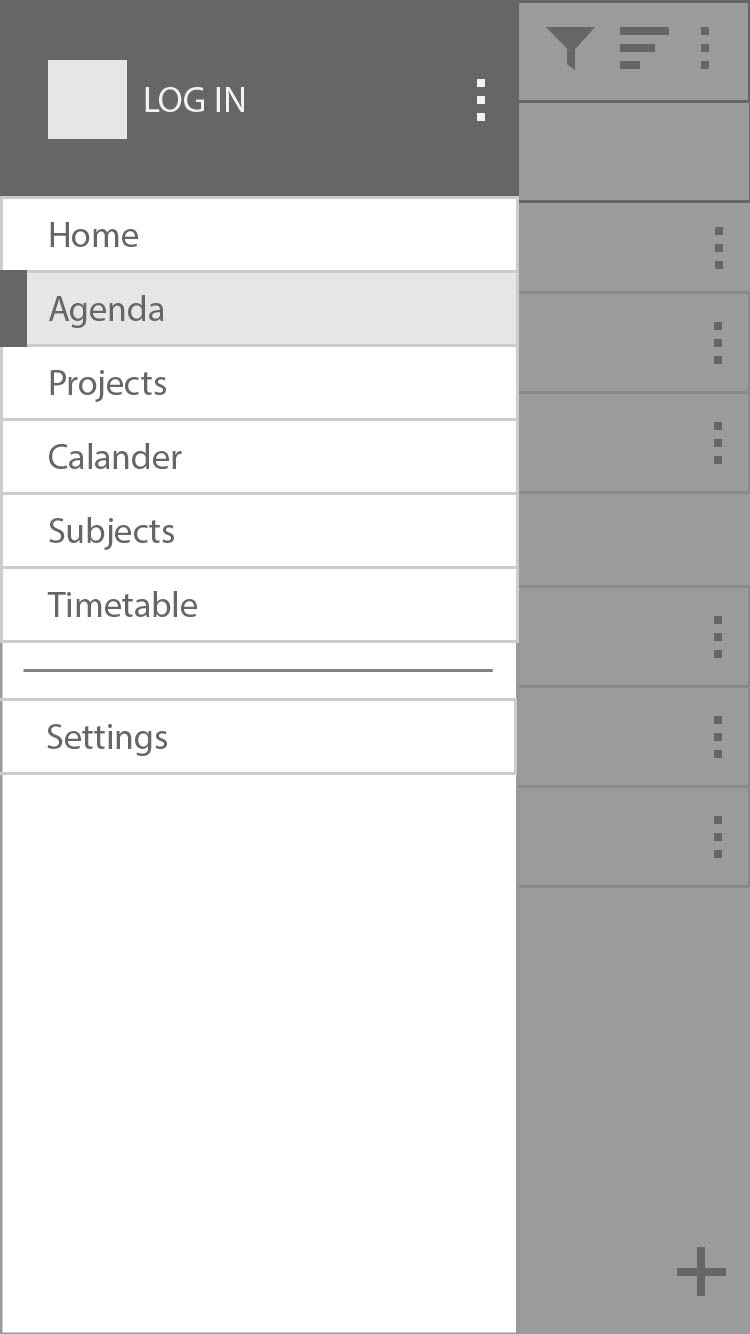 LOG IN
Home
Agenda
Projects
Calander
Subjects
Timetable
Settings